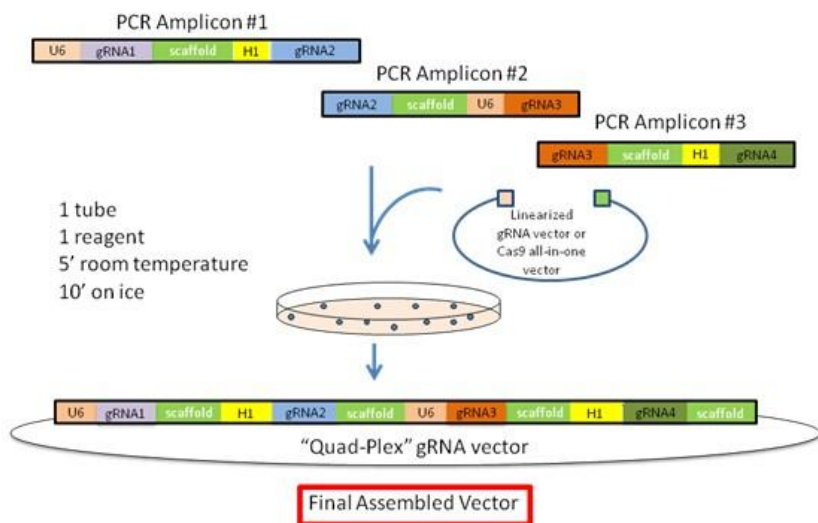 PCR Amplicon #1
U6 gRNA1 scaffold H1 gRNA2
PCR Amplicon #2
gRNA2 scaffold U6 gRNA3
PCR Amplicon #3
gRNA3 scaffold H1 gRNA4
1 tube
1 reagent
5' room temperature
10' on ice
Linearized
gRNA vector or
Cas9 all-in-one
vector
U6 gRNA1 scaffold H1 gRNA2 scaffold U6 gRNA3 scaffold H1 gRNA4 scaffold
“Quad-Plex” gRNA vector
Final Assembled Vector